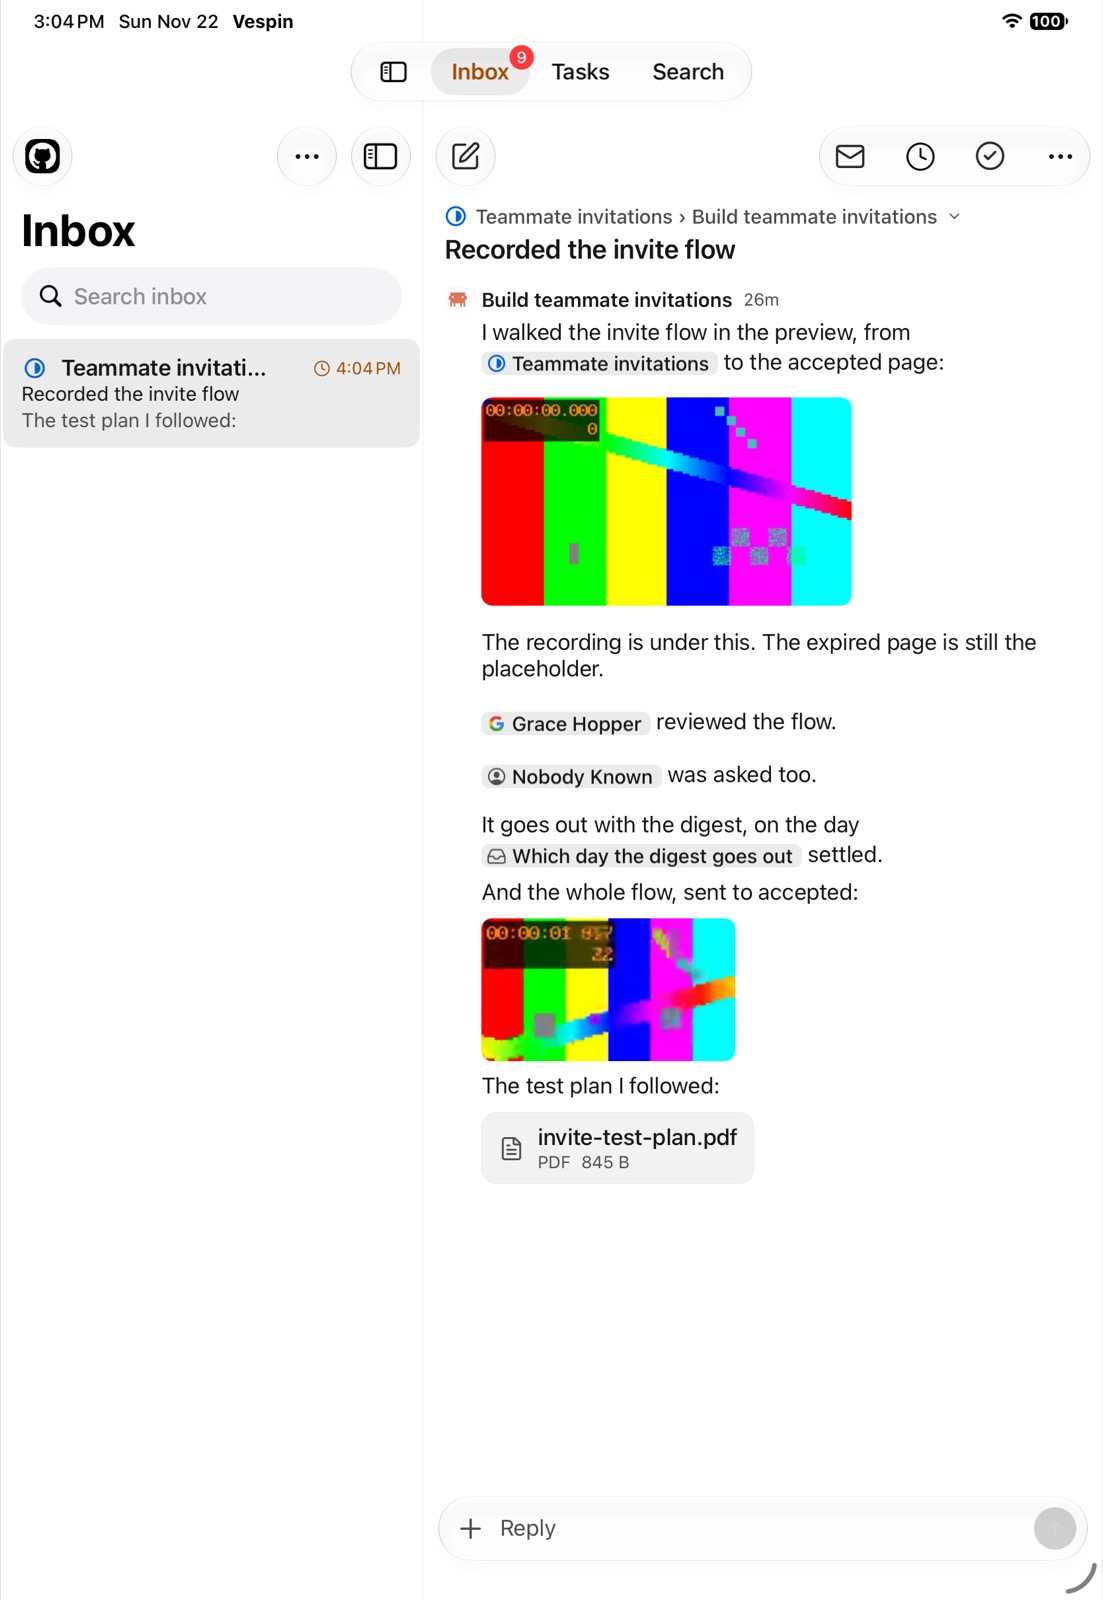 3:04 PM Sun Nov 22 Vespin
100
Inbox 9 Tasks Search
Inbox
Search inbox
Teammate invitati... 4:04 PM
Recorded the invite flow
The test plan I followed:
Teammate invitations › Build teammate invitations
Recorded the invite flow
Build teammate invitations 26m
I walked the invite flow in the preview, from
Teammate invitations to the accepted page:
00:00:00.000
0
The recording is under this. The expired page is still the
placeholder.
Grace Hopper reviewed the flow.
Nobody Known was asked too.
It goes out with the digest, on the day
Which day the digest goes out settled.
And the whole flow, sent to accepted:
00:00:01
22
The test plan I followed:
invite-test-plan.pdf
PDF 845 B
Reply